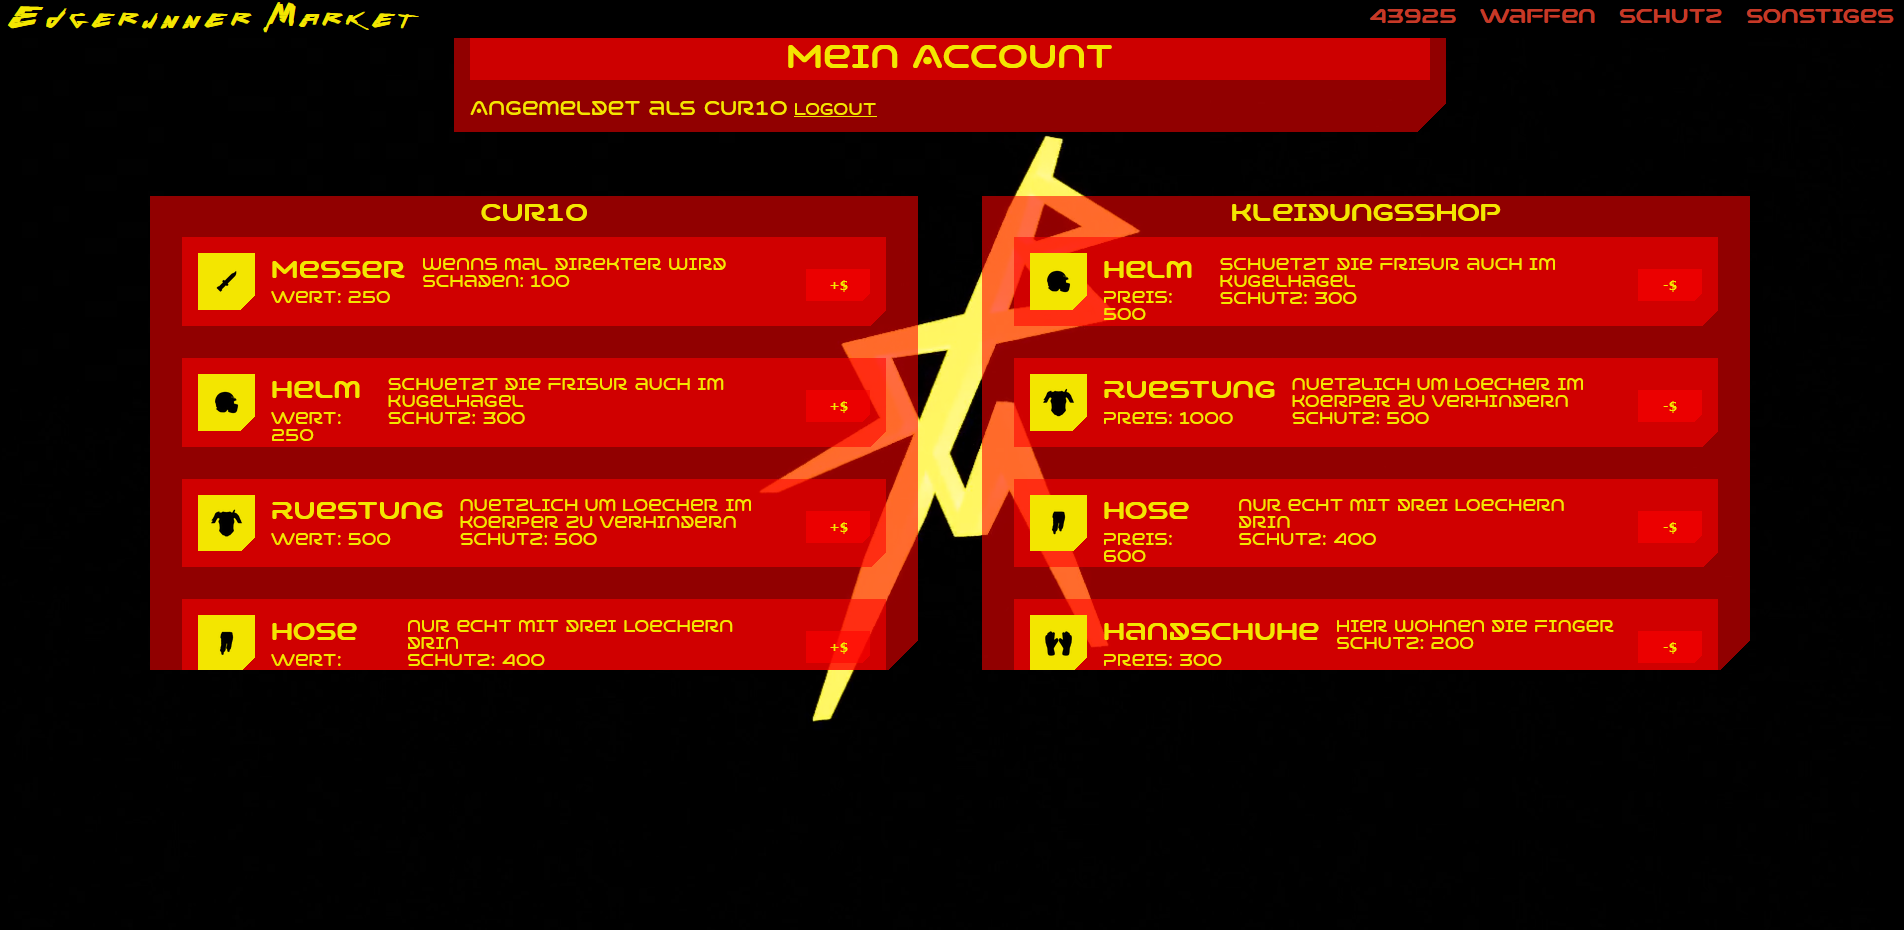 Edgerunner Market
43925 Waffen Schutz Sonstiges
Mein Account
Angemeldet als cur10 Logout
cur10
Messer
Wert: 250
Wenns mal direkter wird
Schaden: 100
+$
Helm
Wert:
250
Schuetzt die Frisur auch im
Kugelhagel
Schutz: 300
+$
Ruestung
Wert: 500
Nuetzlich um Loecher im
Koerper zu verhindern
Schutz: 500
+$
Hose
Wert:
Nur echt mit drei Loechern
drin
Schutz: 400
+$
Kleidungsshop
Helm
Preis:
500
Schuetzt die Frisur auch im
Kugelhagel
Schutz: 300
-$
Ruestung
Preis: 1000
Nuetzlich um Loecher im
Koerper zu verhindern
Schutz: 500
-$
Hose
Preis:
600
Nur echt mit drei Loechern
drin
Schutz: 400
-$
Handschuhe
Preis: 300
Hier wohnen die Finger
Schutz: 200
-$